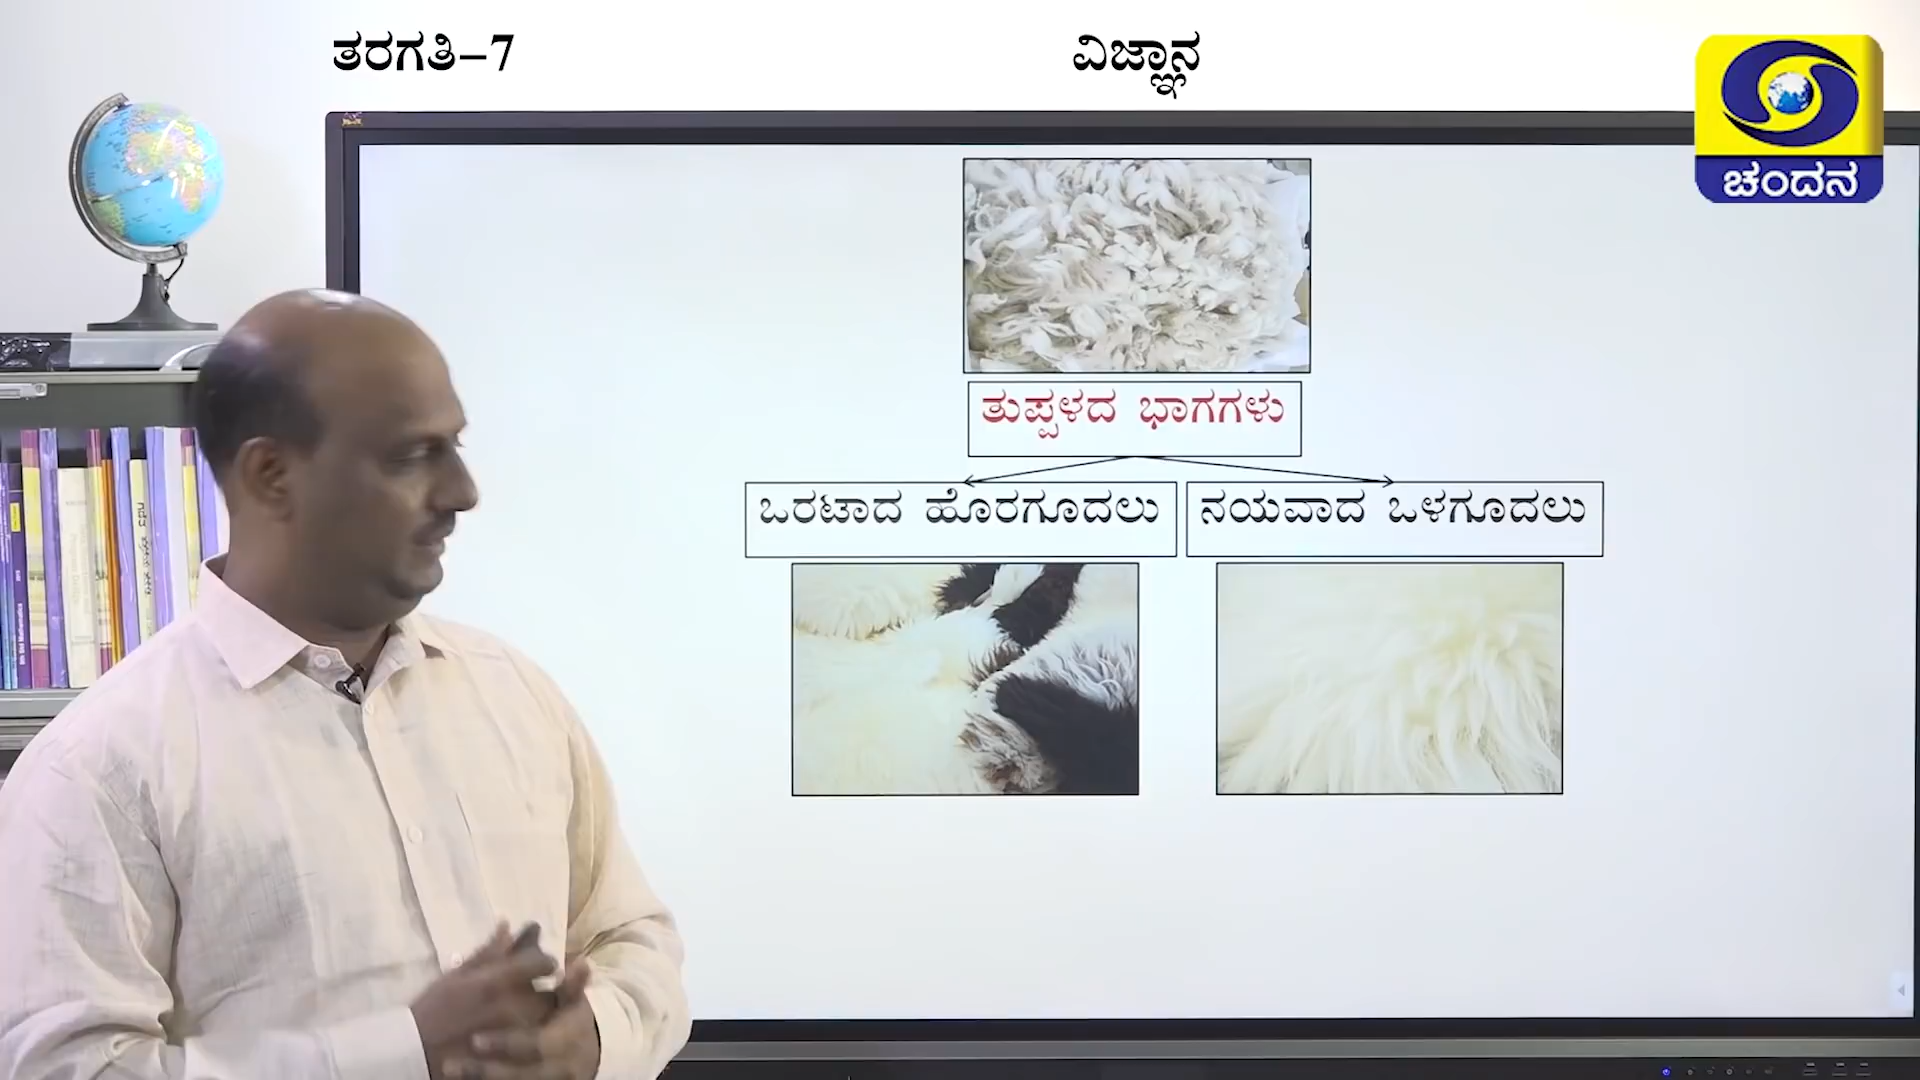 ತರಗತಿ–7
ವಿಜ್ಞಾನ
ಚಂದನ
ತುಪ್ಪಳದ ಭಾಗಗಳು
ಒರಟಾದ ಹೊರಗೂದಲು
ನಯವಾದ ಒಳಗೂದಲು